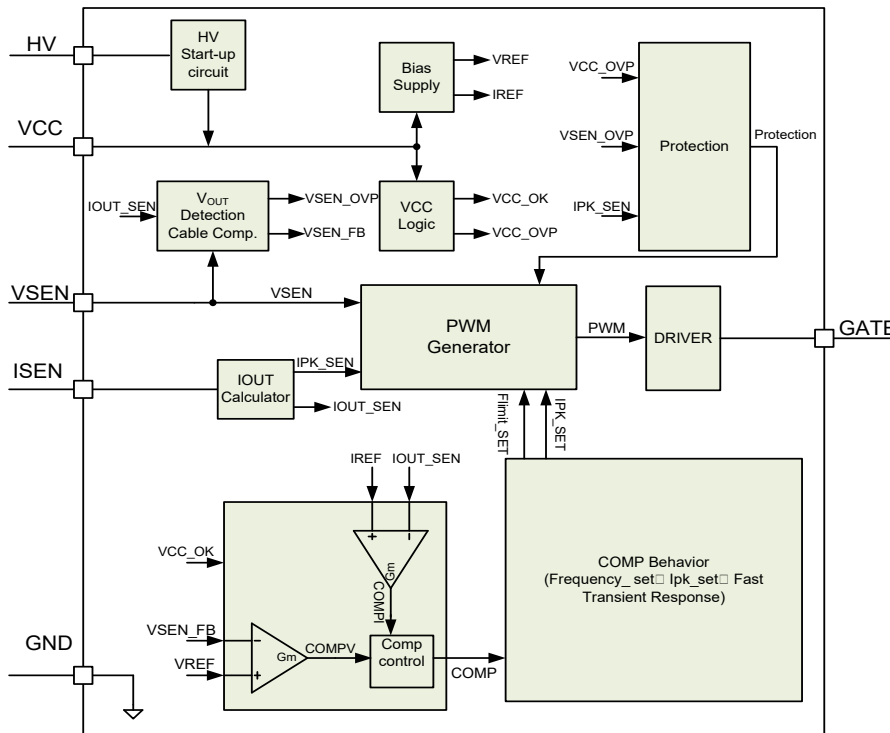 HV
HV
Start-up
circuit
Bias
Supply
VREF
IREF
VCC_OVP
VSEN_OVP
IPK_SEN
Protection
Protection
VCC
IOUT_SEN
VOUT
Detection
Cable Comp.
VSEN_OVP
VSEN_FB
VCC
Logic
VCC_OK
VCC_OVP
VSEN
VSEN
PWM
Generator
PWM
DRIVER
GATE
ISEN
IOUT
Calculator
IPK_SEN
IOUT_SEN
Flimit_SET
IPK_SET
IREF
IOUT_SEN
+
−
Gm
COMPI
VCC_OK
VSEN_FB
VREF
−
+
Gm
COMPV
Comp
control
COMP
COMP Behavior
(Frequency_ set□ Ipk_set□ Fast
Transient Response)
GND